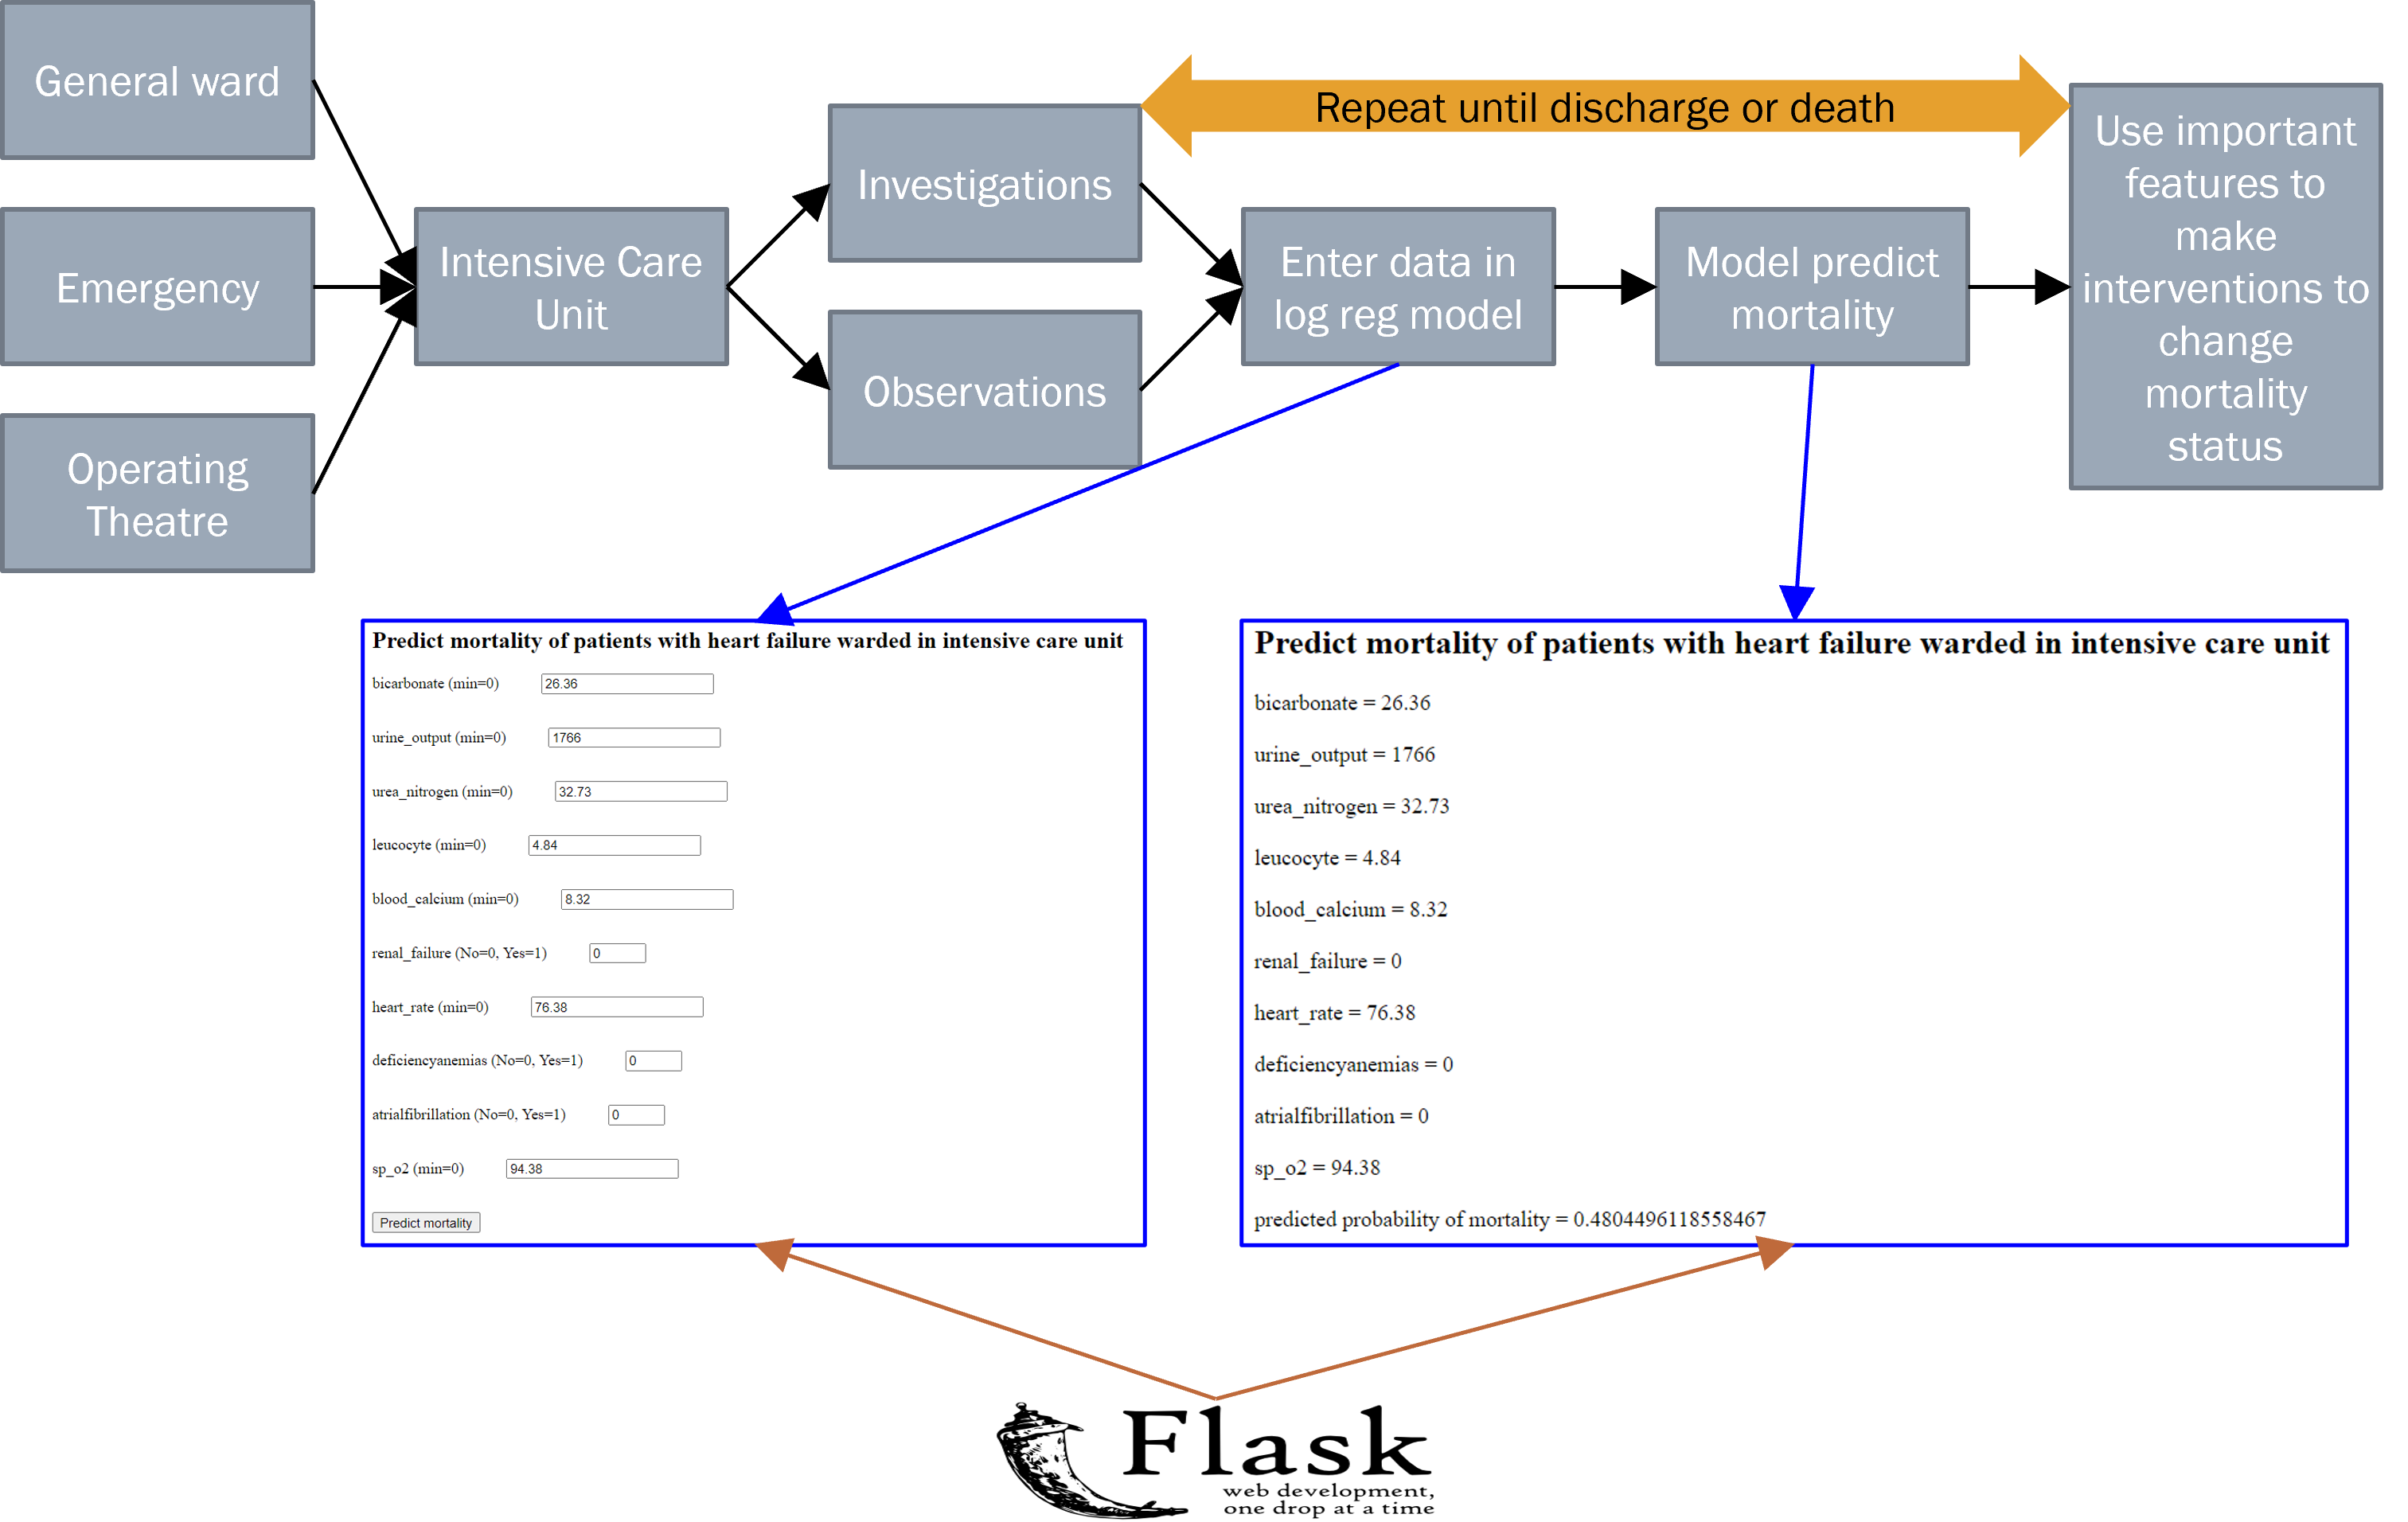 General ward
Emergency
Operating
Theatre
Intensive Care
Unit
Investigations
Observations
Repeat until discharge or death
Enter data in
log reg model
Model predict
mortality
Use important
features to
make
interventions to
change
mortality
status
Predict mortality of patients with heart failure warded in intensive care unit
bicarbonate (min=0) 26.36
urine_output (min=0) 1766
urea_nitrogen (min=0) 32.73
leucocyte (min=0) 4.84
blood_calcium (min=0) 8.32
renal_failure (No=0, Yes=1) 0
heart_rate (min=0) 76.38
deficiencyanemias (No=0, Yes=1) 0
atrialfibrillation (No=0, Yes=1) 0
sp_o2 (min=0) 94.38
Predict mortality
Predict mortality of patients with heart failure warded in intensive care unit
bicarbonate = 26.36
urine_output = 1766
urea_nitrogen = 32.73
leucocyte = 4.84
blood_calcium = 8.32
renal_failure = 0
heart_rate = 76.38
deficiencyanemias = 0
atrialfibrillation = 0
sp_o2 = 94.38
predicted probability of mortality = 0.4804496118558467
Flask
web development,
one drop at a time